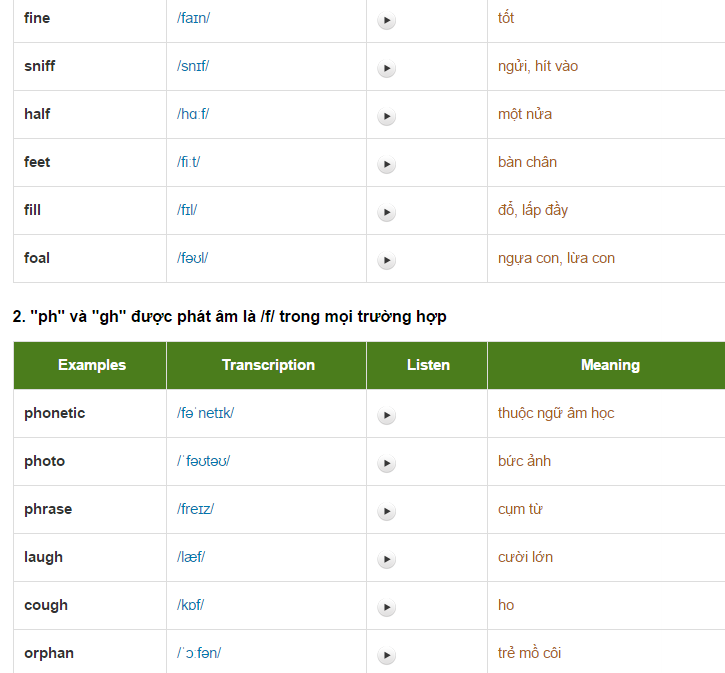 fine /faɪn/ tốt
sniff /snɪf/ ngửi, hít vào
half /hɑːf/ một nửa
feet /fiːt/ bàn chân
fill /fɪl/ đổ, lấp đầy
foal /fəʊl/ ngựa con, lừa con
2. "ph" và "gh" được phát âm là /f/ trong mọi trường hợp
Examples Transcription Listen Meaning
phonetic /fəˈnetɪk/ thuộc ngữ âm học
photo /ˈfəʊtəʊ/ bức ảnh
phrase /freɪz/ cụm từ
laugh /læf/ cười lớn
cough /kɒf/ ho
orphan /ˈɔːfən/ trẻ mồ côi